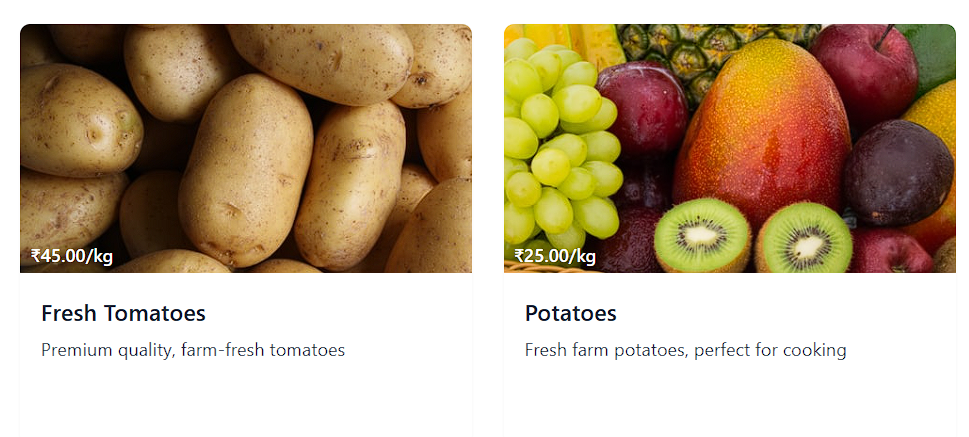 ₹45.00/kg
₹25.00/kg
Fresh Tomatoes
Potatoes
Premium quality, farm-fresh tomatoes
Fresh farm potatoes, perfect for cooking